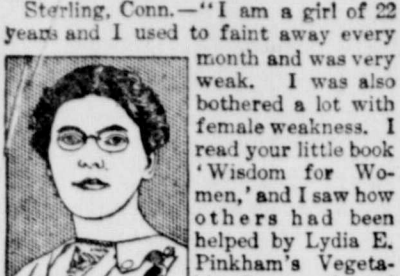 Sterling, Conn.—"I am a girl of 22
years and I used to faint away every
month and was very
weak. I was also
bothered a lot with
female weakness. I
read your little book
'Wisdom for Wo-
men,' and I saw how
others had been
helped by Lydia E.
Pinkham's Vegeta-